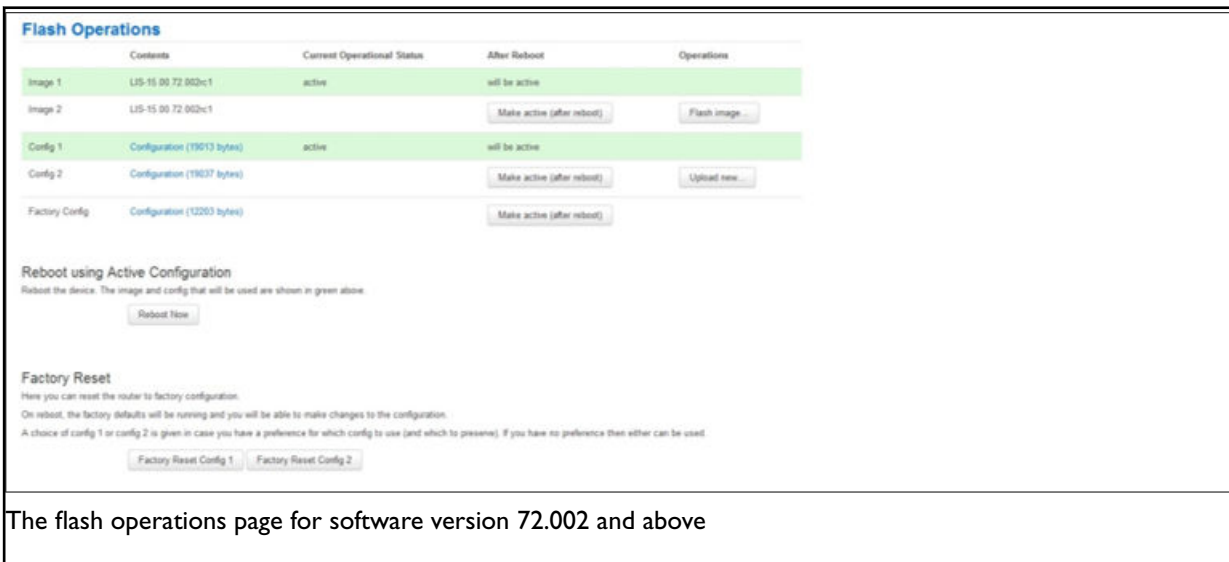 Flash Operations
Contents Current Operational Status After Reboot Operations
Image 1 LIS-15.00.72.002rc1 active will be active
Image 2 LIS-15.00.72.002rc1 Make active (after reboot) Flash image...
Config 1 Configuration (19013 bytes) active will be active
Config 2 Configuration (19037 bytes) Make active (after reboot) Upload new...
Factory Config Configuration (12203 bytes) Make active (after reboot)
Reboot using Active Configuration
Reboot the device. The image and config that will be used are shown in green above.
Reboot Now
Factory Reset
Here you can reset the router to factory configuration.
On reboot, the factory defaults will be running and you will be able to make changes to the configuration.
A choice of config 1 or config 2 is given in case you have a preference for which config to use (and which to preserve). If you have no preference then either can be used.
Factory Reset Config 1 Factory Reset Config 2
The flash operations page for software version 72.002 and above